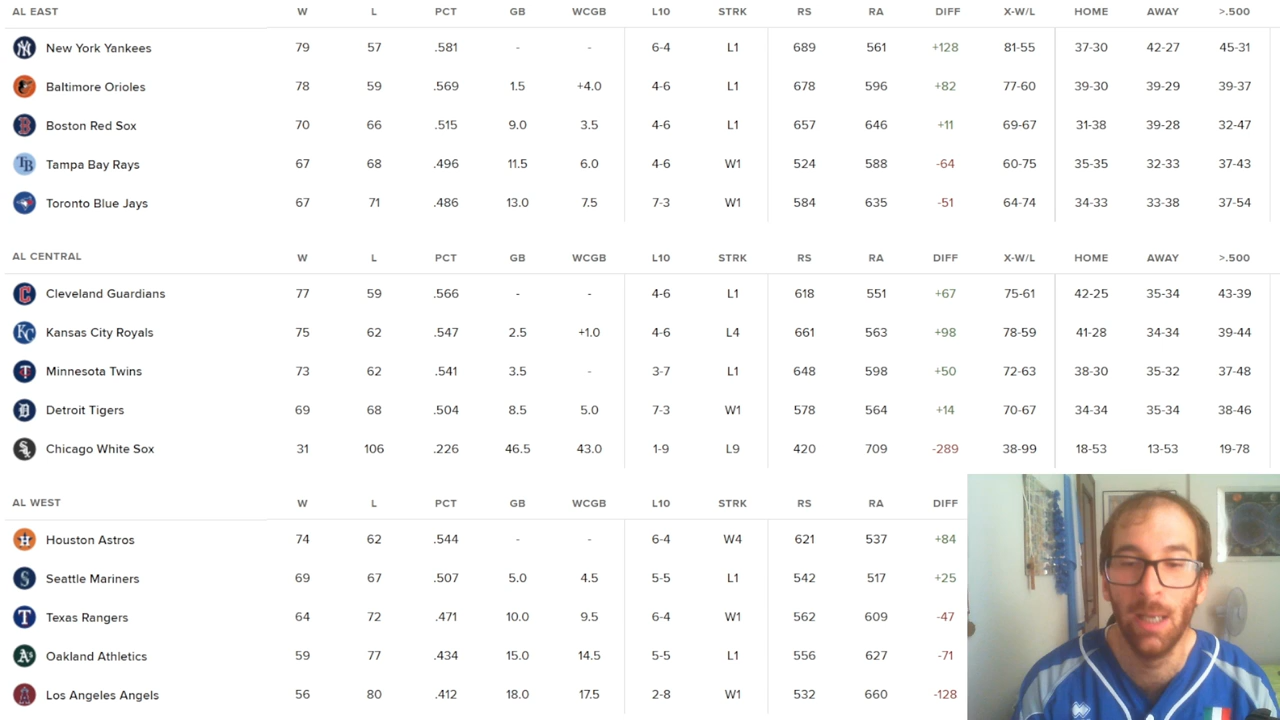 AL EAST W L PCT GB WCGB L10 STRK RS RA DIFF X-W/L HOME AWAY >.500
New York Yankees 79 57 .581 - - 6-4 L1 689 561 +128 81-55 37-30 42-27 45-31
Baltimore Orioles 78 59 .569 1.5 +4.0 4-6 L1 678 596 +82 77-60 39-30 39-29 39-37
Boston Red Sox 70 66 .515 9.0 3.5 4-6 L1 657 646 +11 69-67 31-38 39-28 32-47
Tampa Bay Rays 67 68 .496 11.5 6.0 4-6 W1 524 588 -64 60-75 35-35 32-33 37-43
Toronto Blue Jays 67 71 .486 13.0 7.5 7-3 W1 584 635 -51 64-74 34-33 33-38 37-54
AL CENTRAL W L PCT GB WCGB L10 STRK RS RA DIFF X-W/L HOME AWAY >.500
Cleveland Guardians 77 59 .566 - - 4-6 L1 618 551 +67 75-61 42-25 35-34 43-39
Kansas City Royals 75 62 .547 2.5 +1.0 4-6 L4 661 563 +98 78-59 41-28 34-34 39-44
Minnesota Twins 73 62 .541 3.5 - 3-7 L1 648 598 +50 72-63 38-30 35-32 37-48
Detroit Tigers 69 68 .504 8.5 5.0 7-3 W1 578 564 +14 70-67 34-34 35-34 38-46
Chicago White Sox 31 106 .226 46.5 43.0 1-9 L9 420 709 -289 38-99 18-53 13-53 19-78
AL WEST W L PCT GB WCGB L10 STRK RS RA DIFF
Houston Astros 74 62 .544 - - 6-4 W4 621 537 +84
Seattle Mariners 69 67 .507 5.0 4.5 5-5 L1 542 517 +25
Texas Rangers 64 72 .471 10.0 9.5 6-4 W1 562 609 -47
Oakland Athletics 59 77 .434 15.0 14.5 5-5 L1 556 627 -71
Los Angeles Angels 56 80 .412 18.0 17.5 2-8 W1 532 660 -128